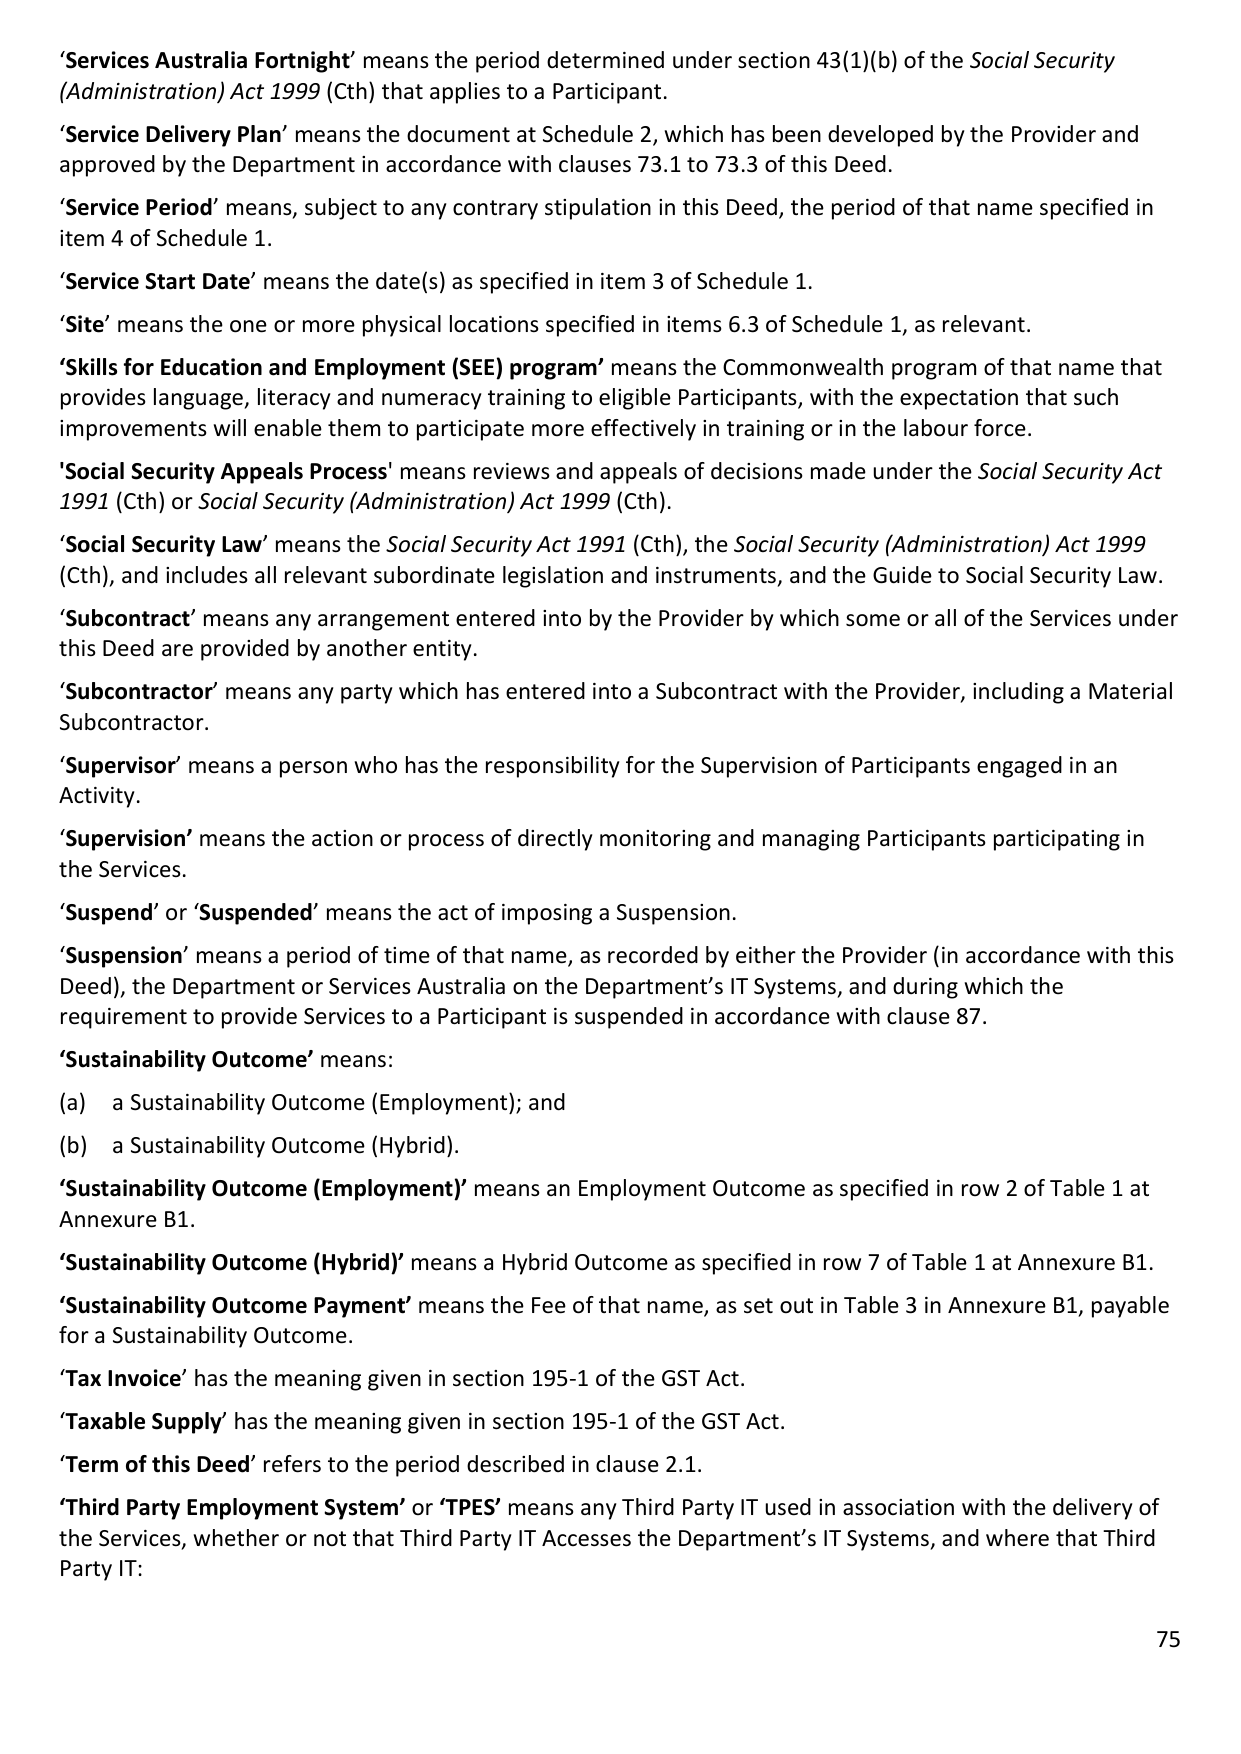 ‘Services Australia Fortnight’ means the period determined under section 43(1)(b) of the Social Security
(Administration) Act 1999 (Cth) that applies to a Participant.
‘Service Delivery Plan’ means the document at Schedule 2, which has been developed by the Provider and
approved by the Department in accordance with clauses 73.1 to 73.3 of this Deed.
‘Service Period’ means, subject to any contrary stipulation in this Deed, the period of that name specified in
item 4 of Schedule 1.
‘Service Start Date’ means the date(s) as specified in item 3 of Schedule 1.
‘Site’ means the one or more physical locations specified in items 6.3 of Schedule 1, as relevant.
‘Skills for Education and Employment (SEE) program’ means the Commonwealth program of that name that
provides language, literacy and numeracy training to eligible Participants, with the expectation that such
improvements will enable them to participate more effectively in training or in the labour force.
'Social Security Appeals Process' means reviews and appeals of decisions made under the Social Security Act
1991 (Cth) or Social Security (Administration) Act 1999 (Cth).
‘Social Security Law’ means the Social Security Act 1991 (Cth), the Social Security (Administration) Act 1999
(Cth), and includes all relevant subordinate legislation and instruments, and the Guide to Social Security Law.
‘Subcontract’ means any arrangement entered into by the Provider by which some or all of the Services under
this Deed are provided by another entity.
‘Subcontractor’ means any party which has entered into a Subcontract with the Provider, including a Material
Subcontractor.
‘Supervisor’ means a person who has the responsibility for the Supervision of Participants engaged in an
Activity.
‘Supervision’ means the action or process of directly monitoring and managing Participants participating in
the Services.
‘Suspend’ or ‘Suspended’ means the act of imposing a Suspension.
‘Suspension’ means a period of time of that name, as recorded by either the Provider (in accordance with this
Deed), the Department or Services Australia on the Department’s IT Systems, and during which the
requirement to provide Services to a Participant is suspended in accordance with clause 87.
‘Sustainability Outcome’ means:
(a) a Sustainability Outcome (Employment); and
(b) a Sustainability Outcome (Hybrid).
‘Sustainability Outcome (Employment)’ means an Employment Outcome as specified in row 2 of Table 1 at
Annexure B1.
‘Sustainability Outcome (Hybrid)’ means a Hybrid Outcome as specified in row 7 of Table 1 at Annexure B1.
‘Sustainability Outcome Payment’ means the Fee of that name, as set out in Table 3 in Annexure B1, payable
for a Sustainability Outcome.
‘Tax Invoice’ has the meaning given in section 195-1 of the GST Act.
‘Taxable Supply’ has the meaning given in section 195-1 of the GST Act.
‘Term of this Deed’ refers to the period described in clause 2.1.
‘Third Party Employment System’ or ‘TPES’ means any Third Party IT used in association with the delivery of
the Services, whether or not that Third Party IT Accesses the Department’s IT Systems, and where that Third
Party IT:
75